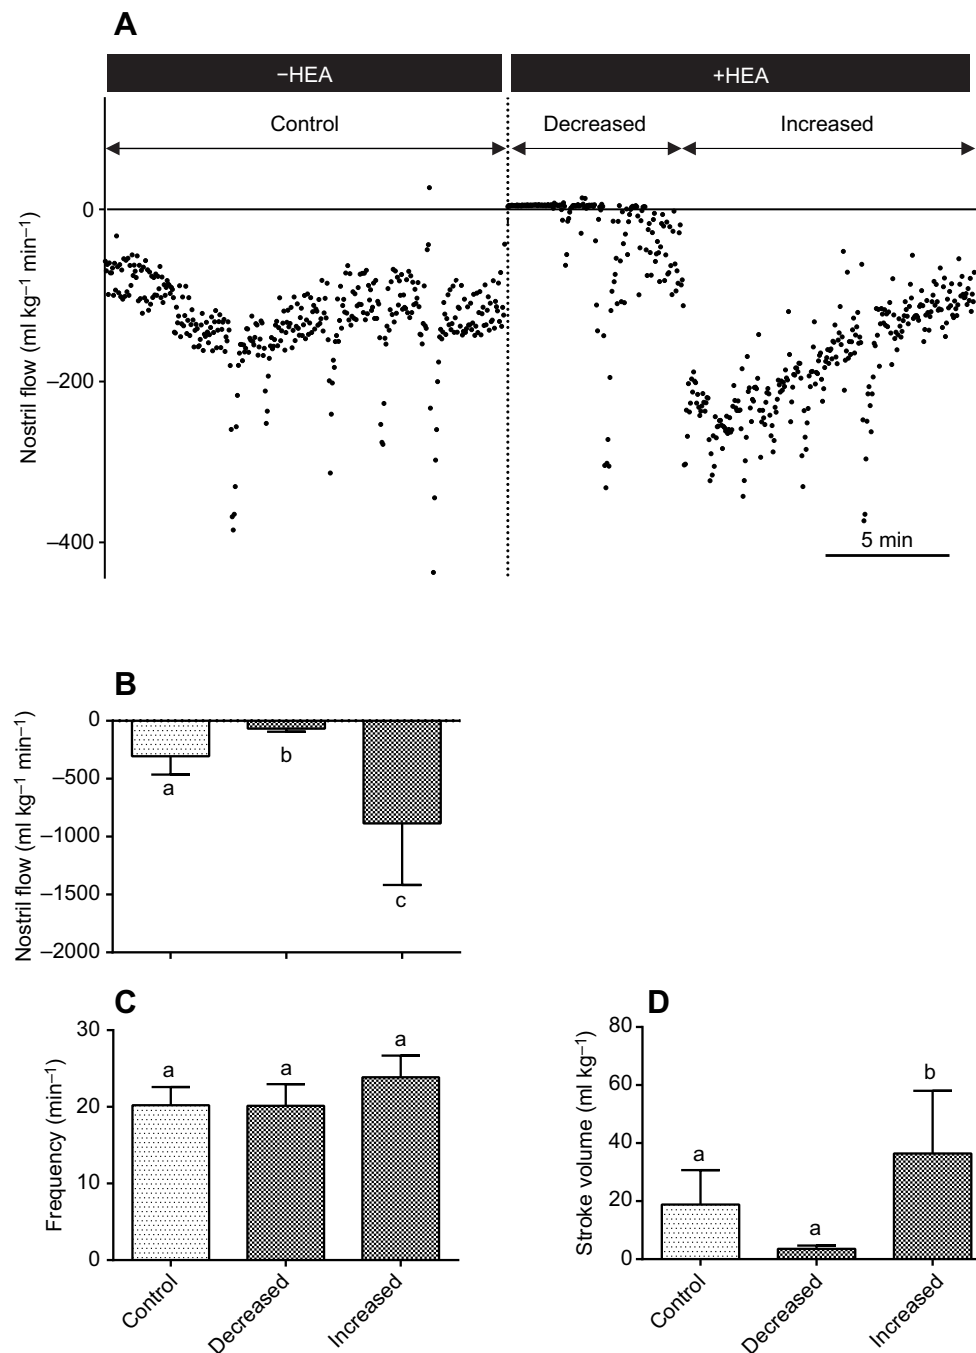 A
−HEA +HEA
Control Decreased Increased
Nostril flow (ml kg−1 min−1)
0
−200
−400
5 min
B
Nostril flow (ml kg−1 min−1)
0
−500
−1000
−1500
−2000
a b c
C
Frequency (min−1)
30
20
10
0
a a a
Control Decreased Increased
D
Stroke volume (ml kg−1)
80
60
40
20
0
a a b
Control Decreased Increased